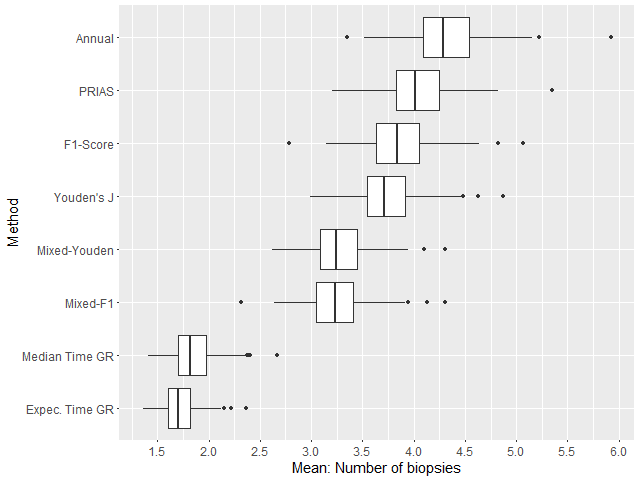 Annual
PRIAS
F1-Score
Youden's J
Mixed-Youden
Mixed-F1
Median Time GR
Expec. Time GR
Method
1.5 2.0 2.5 3.0 3.5 4.0 4.5 5.0 5.5 6.0
Mean: Number of biopsies